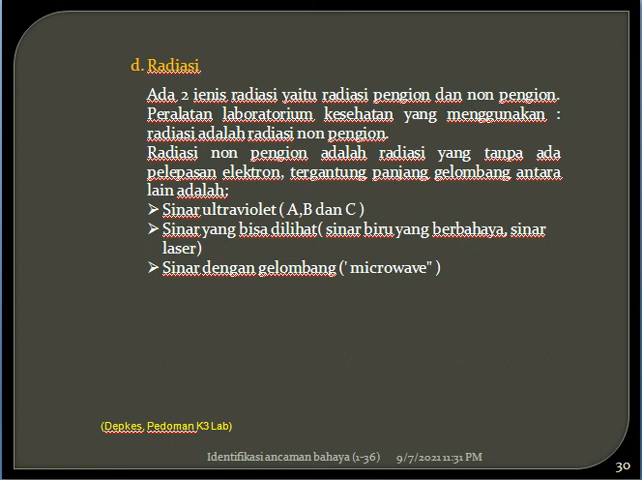 d. Radiasi
Ada 2 ienis radiasi yaitu radiasi pengion dan non pengion.
Peralatan laboratorium kesehatan yang menggunakan :
radiasi adalah radiasi non pengion.
Radiasi non pengion adalah radiasi yang tanpa ada
pelepasan elektron, tergantung panjang gelombang antara
lain adalah;
➢ Sinar ultraviolet ( A,B dan C )
➢ Sinar yang bisa dilihat( sinar biru yang berbahaya, sinar
laser)
➢ Sinar dengan gelombang (' microwave" )
(Depkes, Pedoman K3 Lab)
Identifikasi ancaman bahaya (1-36) 9/7/2021 11:31 PM
30